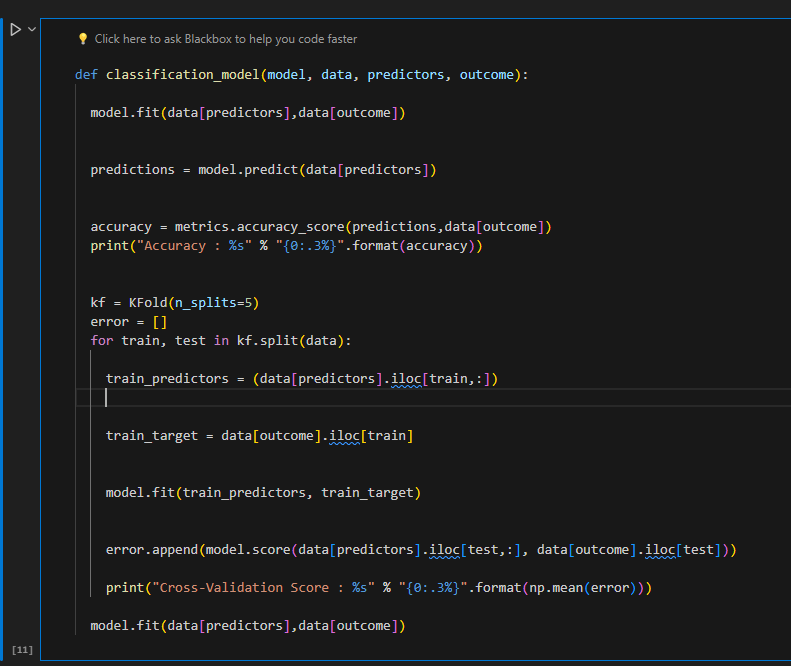 Click here to ask Blackbox to help you code faster
def classification_model(model, data, predictors, outcome):
model.fit(data[predictors],data[outcome])
predictions = model.predict(data[predictors])
accuracy = metrics.accuracy_score(predictions,data[outcome])
print("Accuracy : %s" % "{0:.3%}".format(accuracy))
kf = KFold(n_splits=5)
error = []
for train, test in kf.split(data):
train_predictors = (data[predictors].iloc[train,:])
train_target = data[outcome].iloc[train]
model.fit(train_predictors, train_target)
error.append(model.score(data[predictors].iloc[test,:], data[outcome].iloc[test]))
print("Cross-Validation Score : %s" % "{0:.3%}".format(np.mean(error)))
model.fit(data[predictors],data[outcome])
[11]